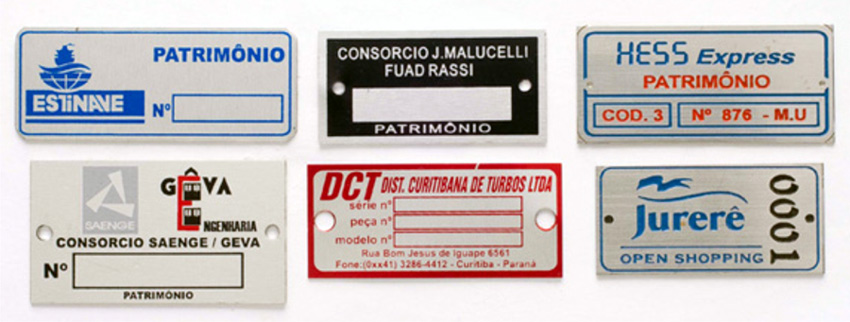 PATRIMÔNIO
ESTINAVE
Nº
CONSORCIO J.MALUCELLI
FUAD RASSI
PATRIMÔNIO
HESS Express
PATRIMÔNIO
COD. 3 Nº 876 - M.U
SAENGE
GÊVA
ENGENHARIA
CONSORCIO SAENGE / GEVA
Nº
PATRIMÔNIO
DCT DIST. CURITIBANA DE TURBOS LTDA
série nº
peça nº
modelo nº
Rua Bom Jesus de Iguape 6561
Fone:(0xx41) 3286-4412 - Curitiba - Paraná
Jurerê
OPEN SHOPPING
0001